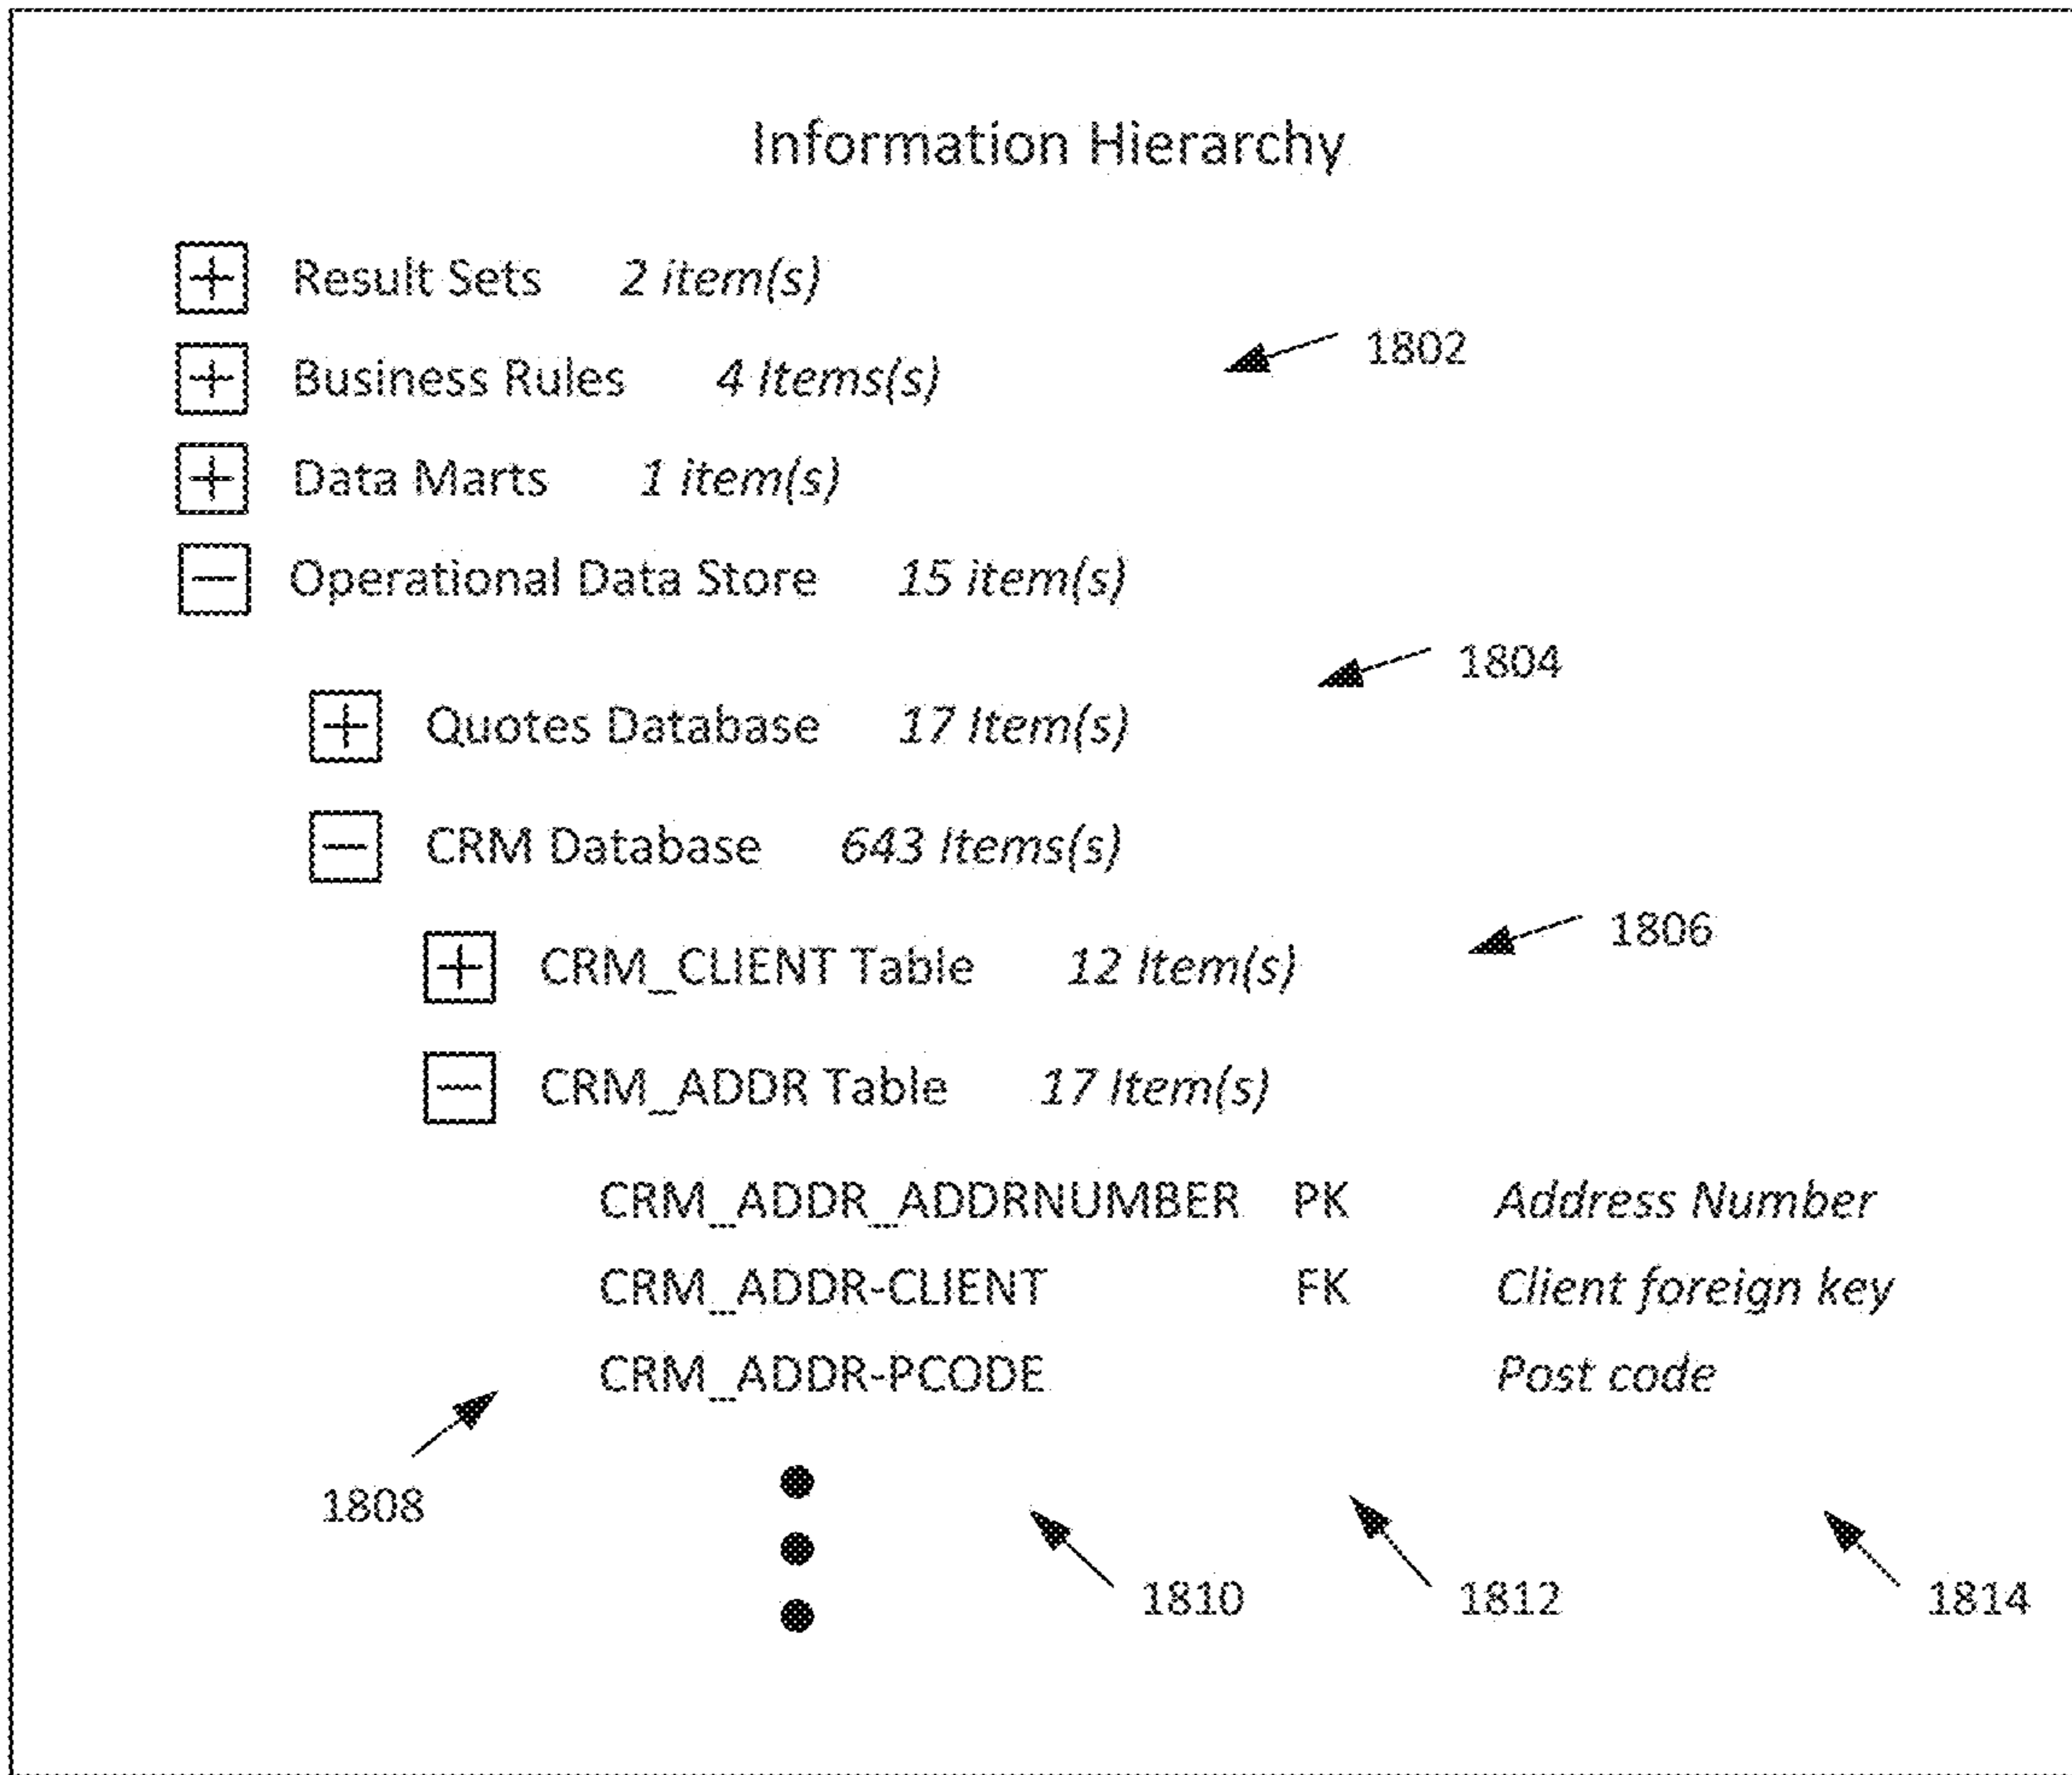 Information Hierarchy
+ Result Sets 2 item(s)
1802
+ Business Rules 4 Items(s)
+ Data Marts 1 item(s)
− Operational Data Store 15 item(s)
1804
+ Quotes Database 17 Item(s)
− CRM Database 643 Items(s)
1806
+ CRM_CLIENT Table 12 Item(s)
− CRM_ADDR Table 17 Item(s)
CRM_ADDR_ADDRNUMBER PK Address Number
CRM_ADDR-CLIENT FK Client foreign key
CRM_ADDR-PCODE Post code
1808
1810 1812 1814